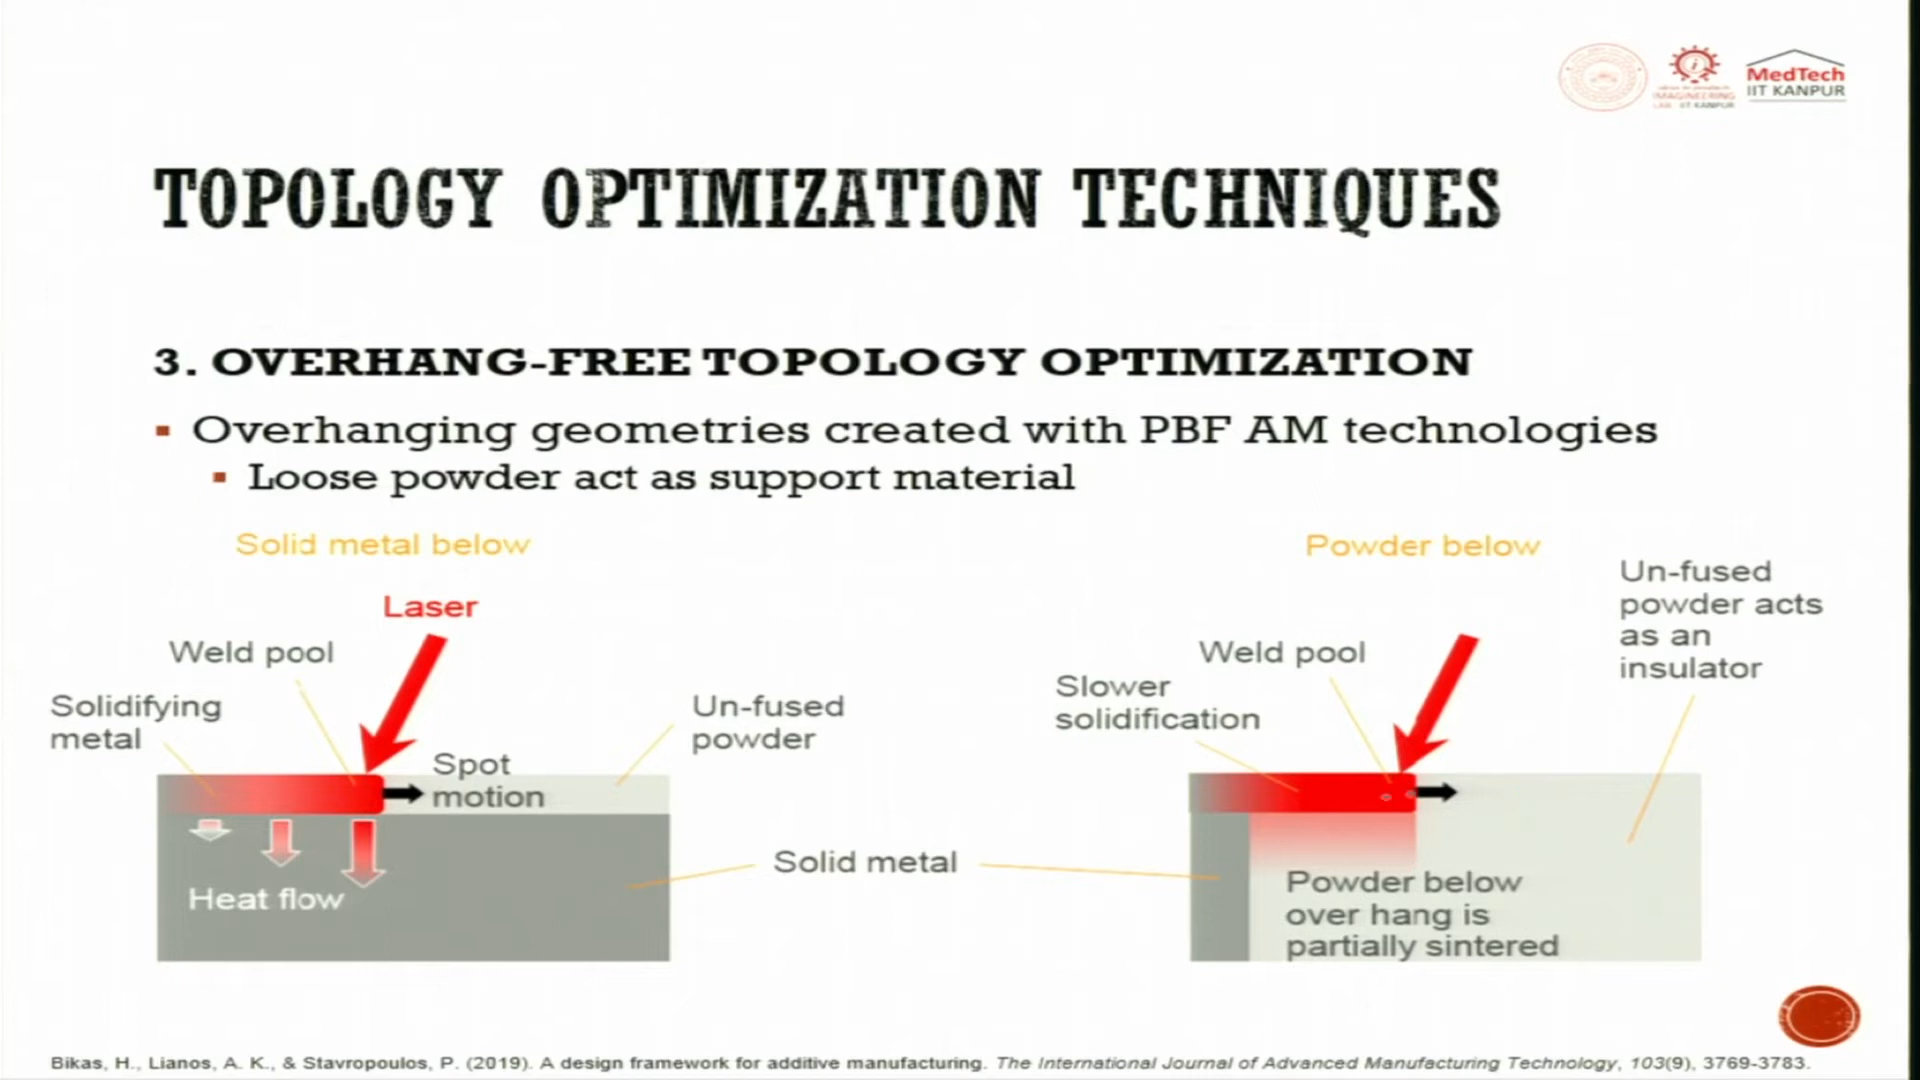 MedTech
IIT KANPUR
IMAGINEERING
LAB IIT KANPUR
TOPOLOGY OPTIMIZATION TECHNIQUES
3. OVERHANG-FREE TOPOLOGY OPTIMIZATION
Overhanging geometries created with PBF AM technologies
Loose powder act as support material
Solid metal below
Laser
Weld pool
Solidifying
metal
Spot
motion
Un-fused
powder
Heat flow
Solid metal
Powder below
Weld pool
Slower
solidification
Un-fused
powder acts
as an
insulator
Powder below
over hang is
partially sintered
Bikas, H., Lianos, A. K., & Stavropoulos, P. (2019). A design framework for additive manufacturing. The International Journal of Advanced Manufacturing Technology, 103(9), 3769-3783.